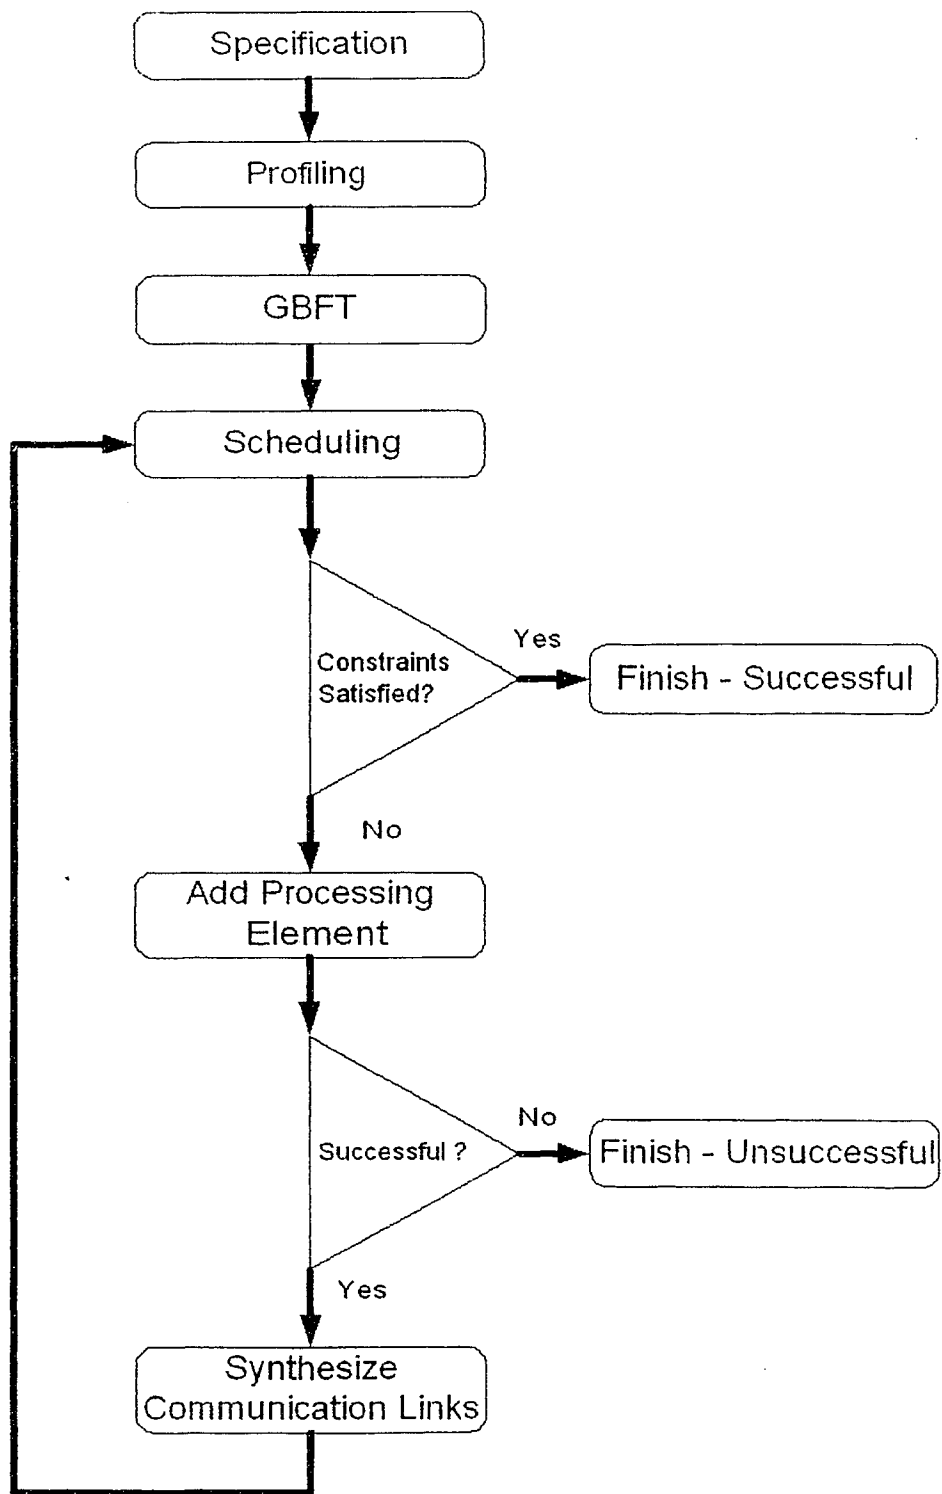 Specification
Profiling
GBFT
Scheduling
Yes
Constraints
Satisfied?
Finish - Successful
No
Add Processing
Element
No
Successful ?
Finish - Unsuccessful
Yes
Synthesize
Communication Links